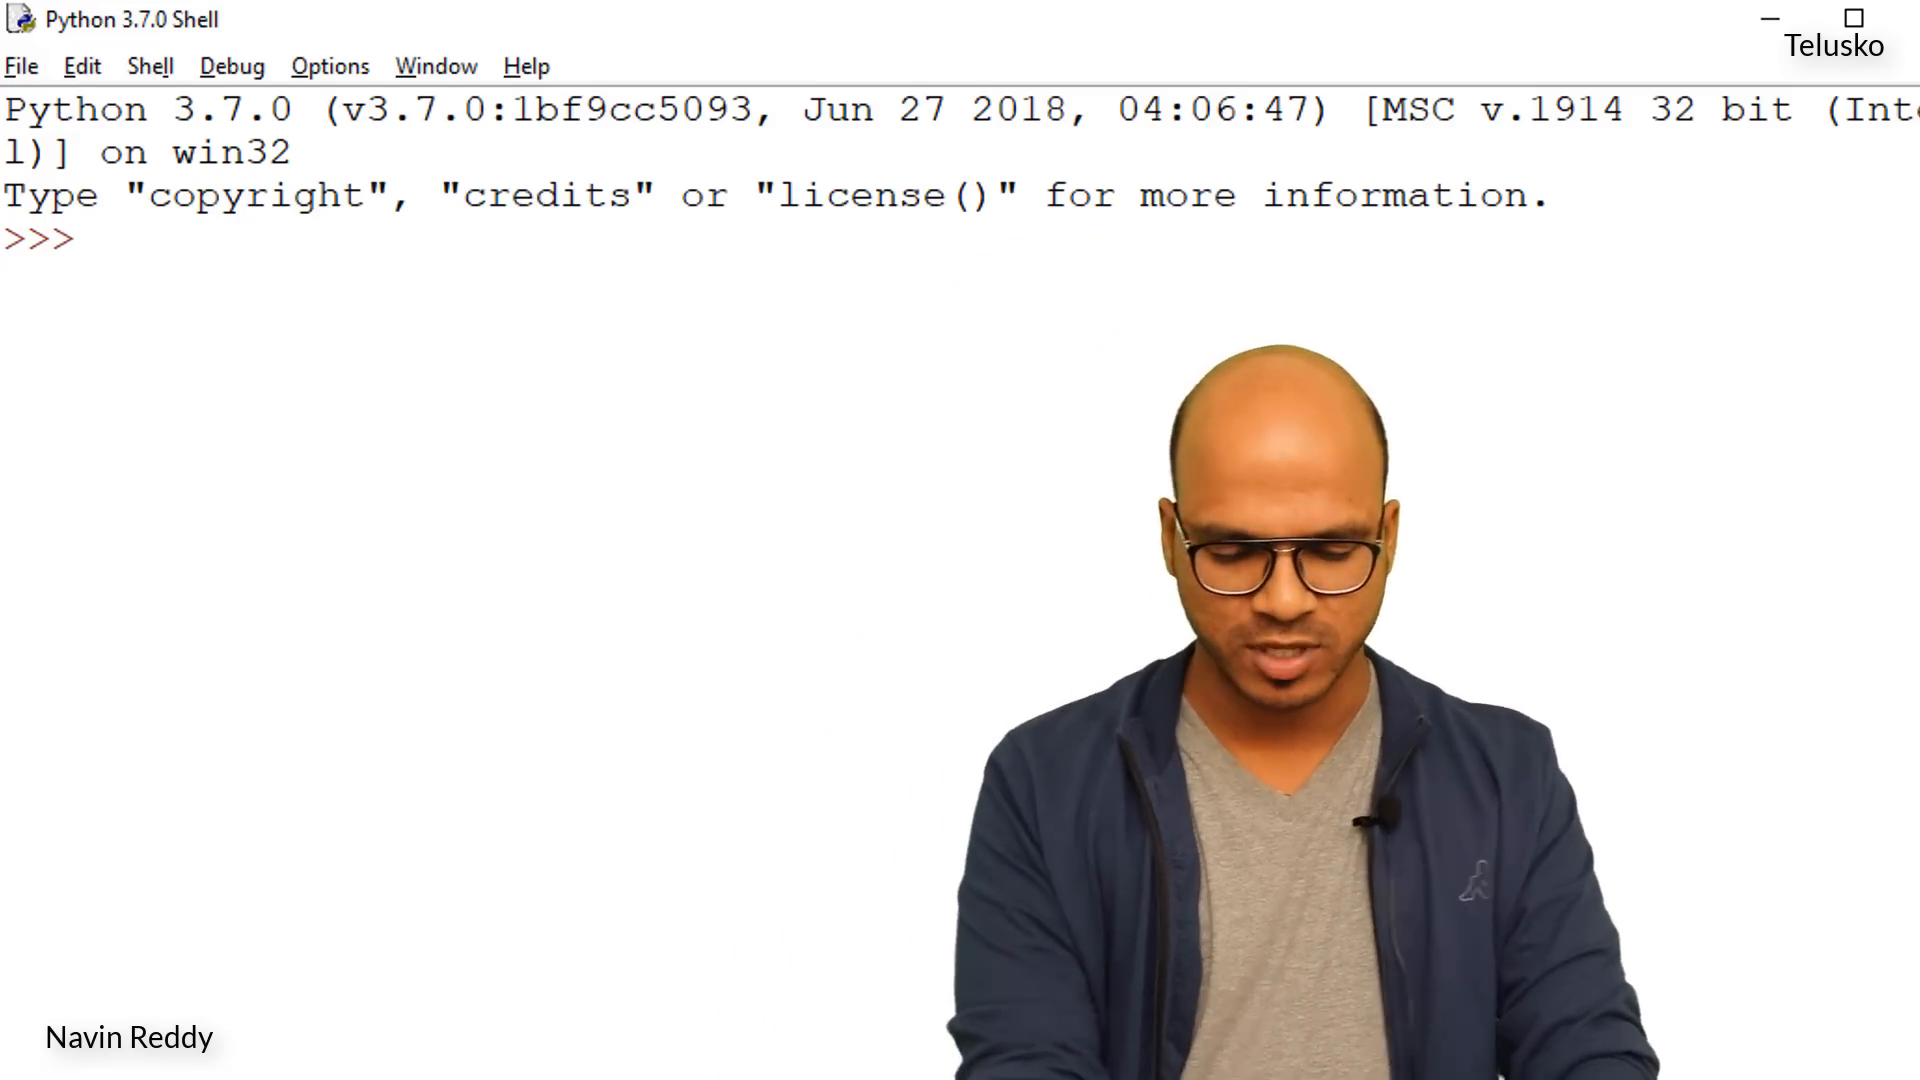 Python 3.7.0 Shell
Telusko
File Edit Shell Debug Options Window Help
Python 3.7.0 (v3.7.0:1bf9cc5093, Jun 27 2018, 04:06:47) [MSC v.1914 32 bit (Inte
l)] on win32
Type "copyright", "credits" or "license()" for more information.
>>>
Navin Reddy